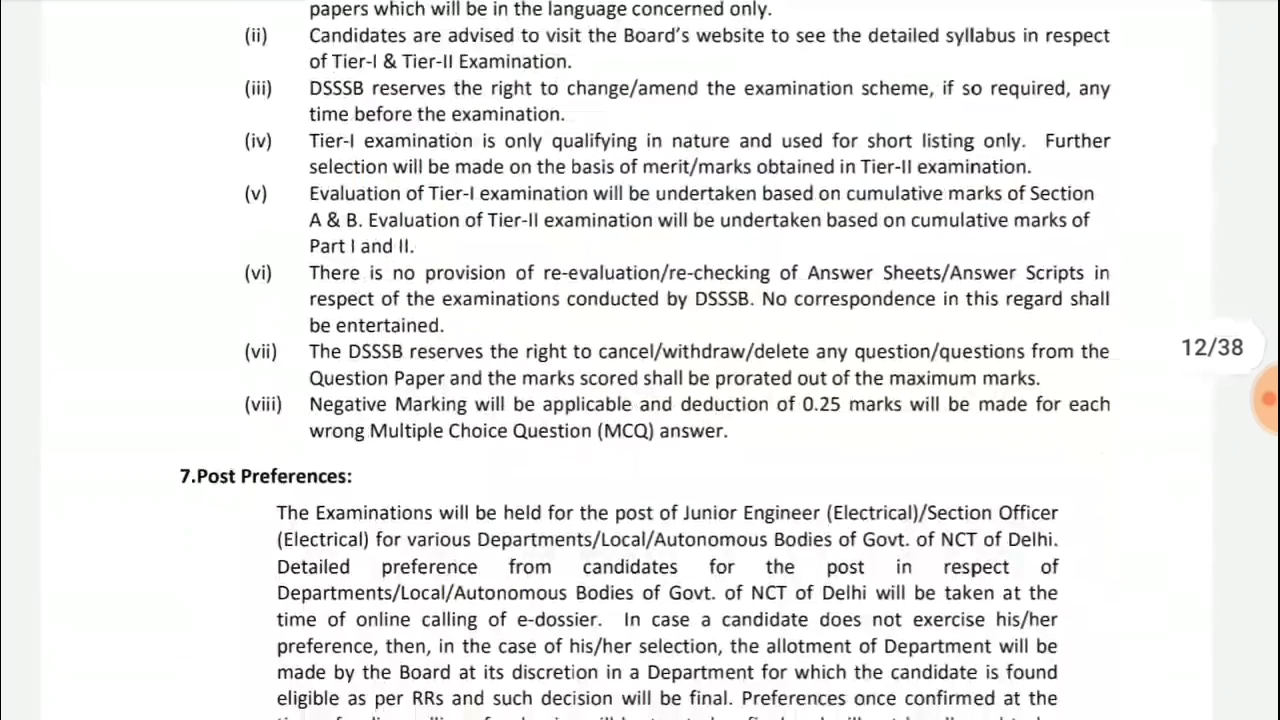 papers which will be in the language concerned only.
(ii) Candidates are advised to visit the Board's website to see the detailed syllabus in respect
of Tier-I & Tier-II Examination.
(iii) DSSSB reserves the right to change/amend the examination scheme, if so required, any
time before the examination.
(iv) Tier-I examination is only qualifying in nature and used for short listing only. Further
selection will be made on the basis of merit/marks obtained in Tier-II examination.
(v) Evaluation of Tier-I examination will be undertaken based on cumulative marks of Section
A & B. Evaluation of Tier-II examination will be undertaken based on cumulative marks of
Part I and II.
(vi) There is no provision of re-evaluation/re-checking of Answer Sheets/Answer Scripts in
respect of the examinations conducted by DSSSB. No correspondence in this regard shall
be entertained.
(vii) The DSSSB reserves the right to cancel/withdraw/delete any question/questions from the
Question Paper and the marks scored shall be prorated out of the maximum marks.
(viii) Negative Marking will be applicable and deduction of 0.25 marks will be made for each
wrong Multiple Choice Question (MCQ) answer.
12/38
7.Post Preferences:
The Examinations will be held for the post of Junior Engineer (Electrical)/Section Officer
(Electrical) for various Departments/Local/Autonomous Bodies of Govt. of NCT of Delhi.
Detailed preference from candidates for the post in respect of
Departments/Local/Autonomous Bodies of Govt. of NCT of Delhi will be taken at the
time of online calling of e-dossier. In case a candidate does not exercise his/her
preference, then, in the case of his/her selection, the allotment of Department will be
made by the Board at its discretion in a Department for which the candidate is found
eligible as per RRs and such decision will be final. Preferences once confirmed at the